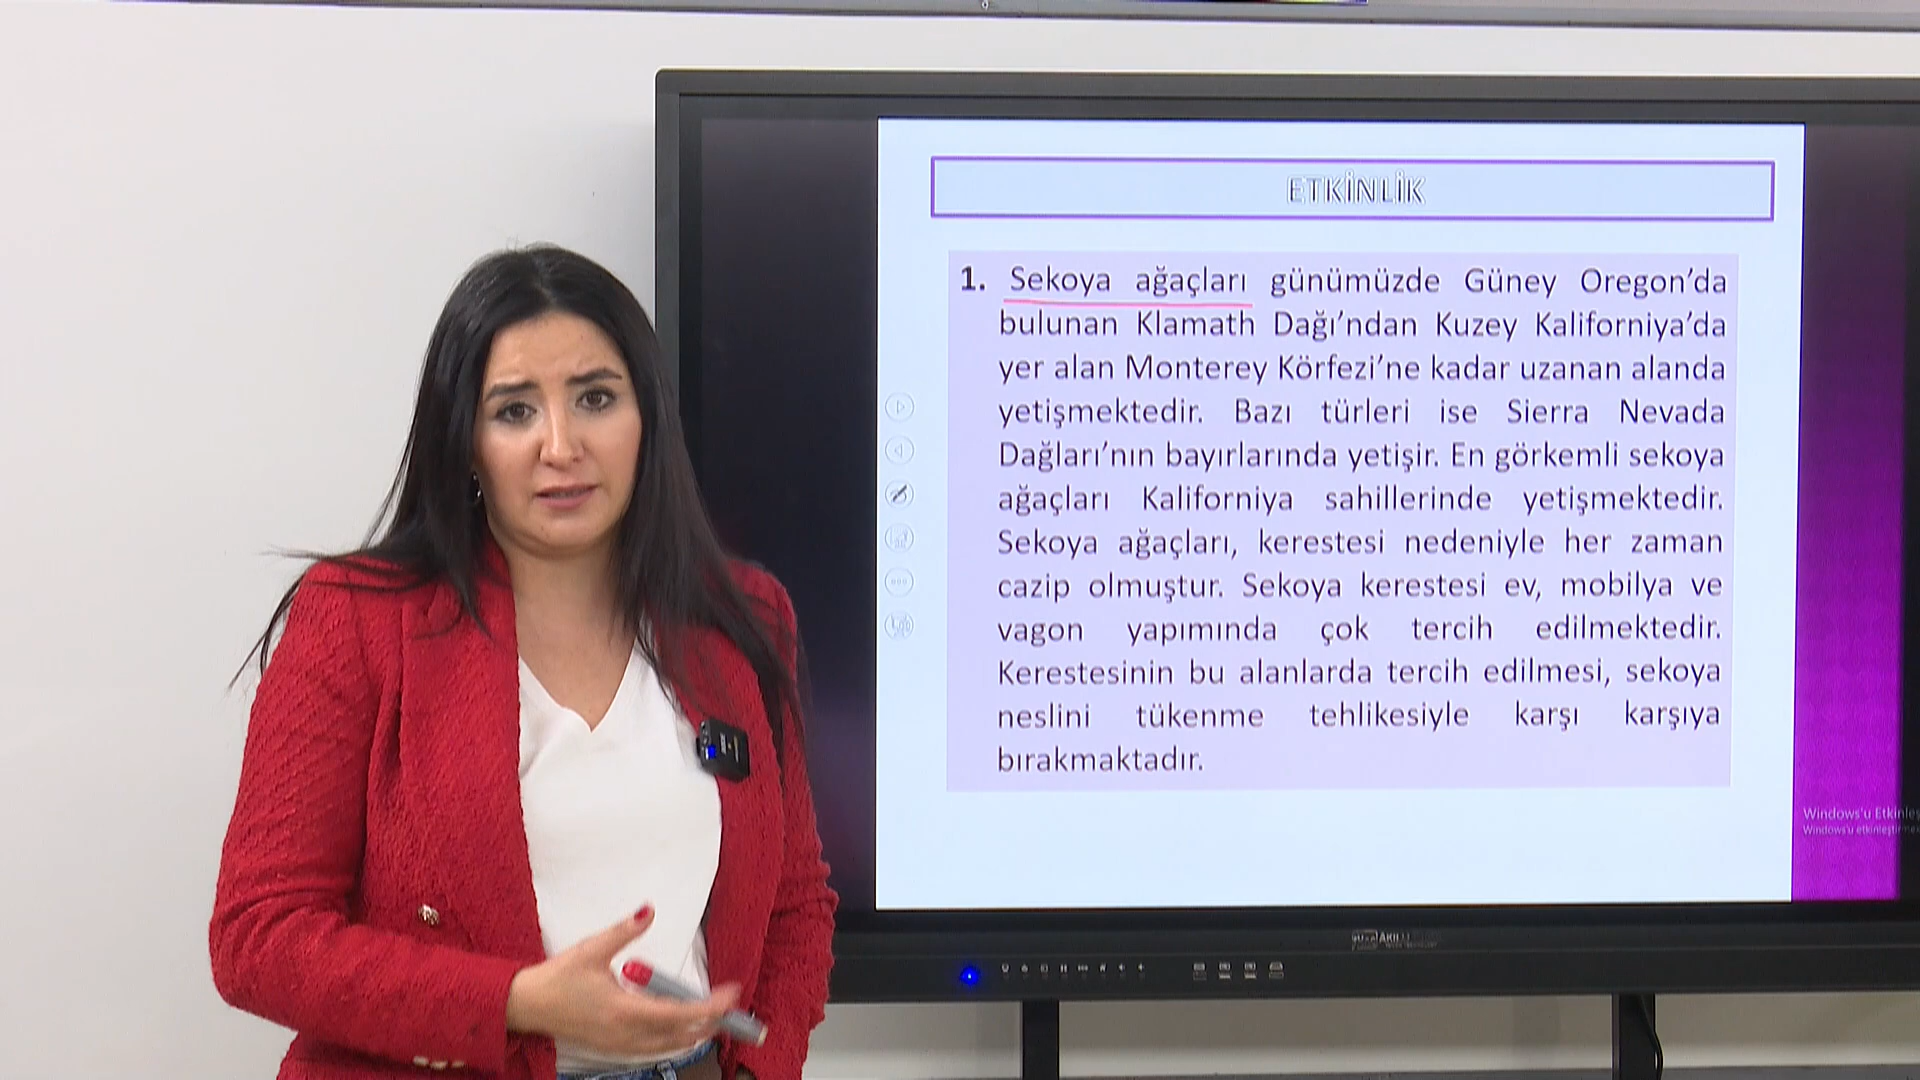 ETKİNLİK
1. Sekoya ağaçları günümüzde Güney Oregon’da
bulunan Klamath Dağı’ndan Kuzey Kaliforniya’da
yer alan Monterey Körfezi’ne kadar uzanan alanda
yetişmektedir. Bazı türleri ise Sierra Nevada
Dağları’nın bayırlarında yetişir. En görkemli sekoya
ağaçları Kaliforniya sahillerinde yetişmektedir.
Sekoya ağaçları, kerestesi nedeniyle her zaman
cazip olmuştur. Sekoya kerestesi ev, mobilya ve
vagon yapımında çok tercih edilmektedir.
Kerestesinin bu alanlarda tercih edilmesi, sekoya
neslini tükenme tehlikesiyle karşı karşıya
bırakmaktadır.
Windows'u
Windows'u
AKILLI